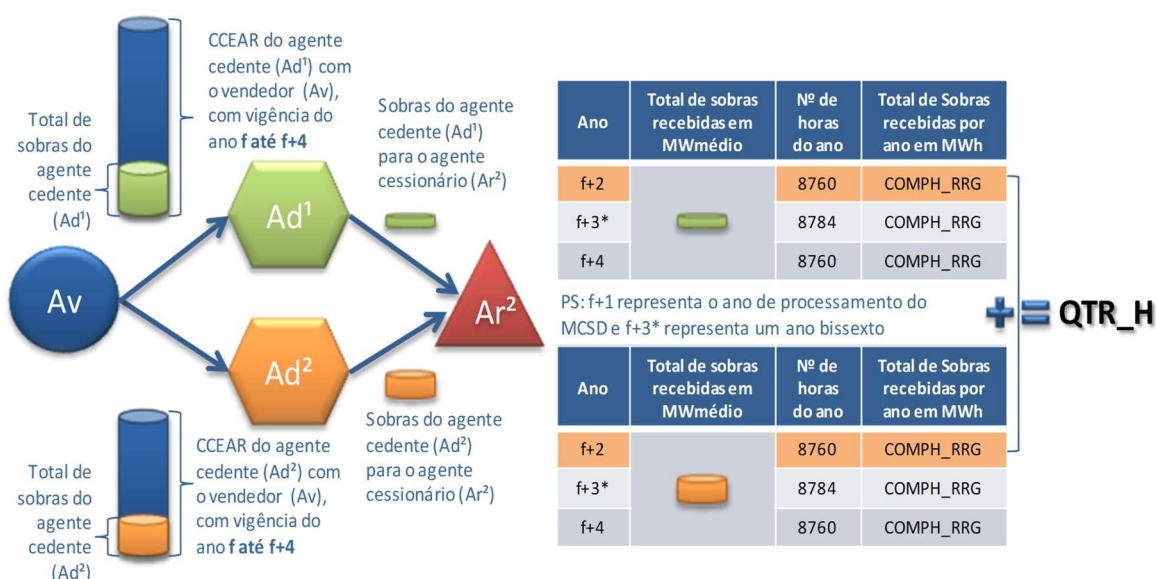 CCEAR do agente
cedente (Ad¹) com
o vendedor (Av),
com vigência do
ano f até f+4
Total de
sobras do
agente
cedente
(Ad¹)
Sobras do agente
cedente (Ad¹)
para o agente
cessionário (Ar²)
Ad¹
Av
Ar²
Ad²
Sobras do agente
cedente (Ad²)
para o agente
cessionário (Ar²)
CCEAR do agente
cedente (Ad²) com
o vendedor (Av),
com vigência do
ano f até f+4
Total de
sobras do
agente
cedente
(Ad²)
Ano
Total de sobras
recebidas em
MWmédio
Nº de
horas
do ano
Total de Sobras
recebidas por
ano em MWh
f+2 8760 COMPH_RRG
f+3* 8784 COMPH_RRG
f+4 8760 COMPH_RRG
PS: f+1 representa o ano de processamento do
MCSD e f+3* representa um ano bissexto
Ano
Total de sobras
recebidas em
MWmédio
Nº de
horas
do ano
Total de Sobras
recebidas por
ano em MWh
f+2 8760 COMPH_RRG
f+3* 8784 COMPH_RRG
f+4 8760 COMPH_RRG
+ = QTR_H